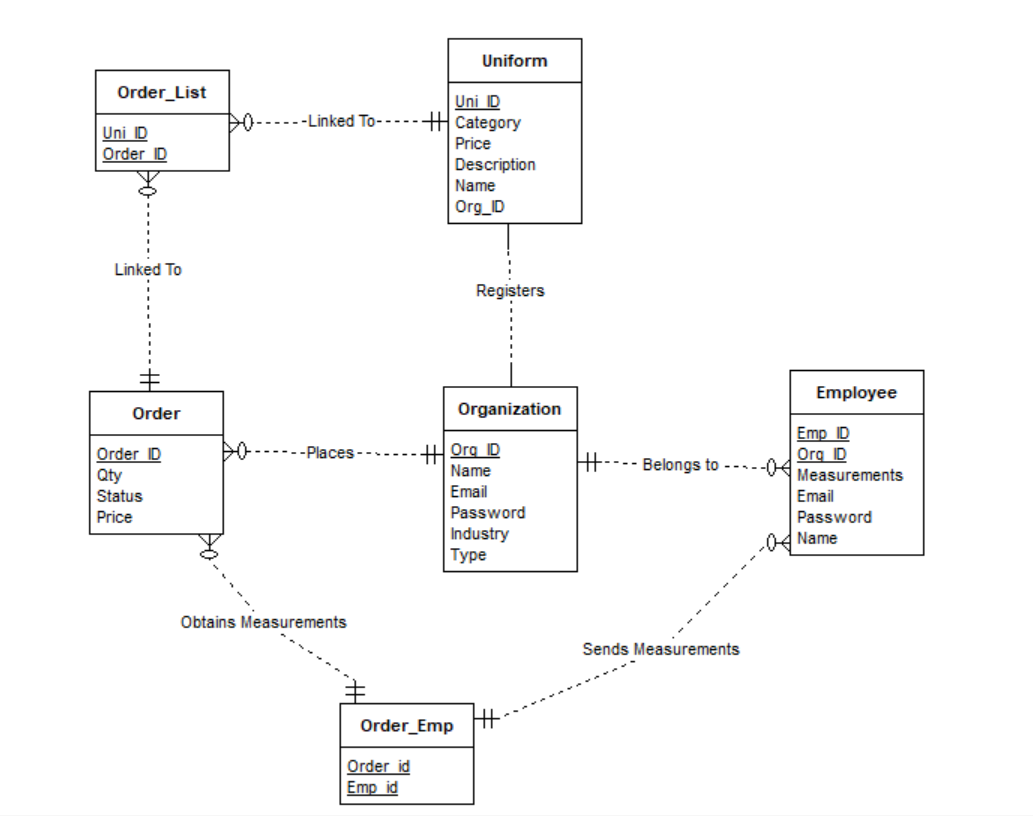 Uniform
Uni_ID
Category
Price
Description
Name
Org_ID
Order_List
Uni_ID
Order_ID
Linked To
Linked To
Registers
Order
Order_ID
Qty
Status
Price
Places
Organization
Org_ID
Name
Email
Password
Industry
Type
Belongs to
Employee
Emp_ID
Org_ID
Measurements
Email
Password
Name
Obtains Measurements
Sends Measurements
Order_Emp
Order_id
Emp_id